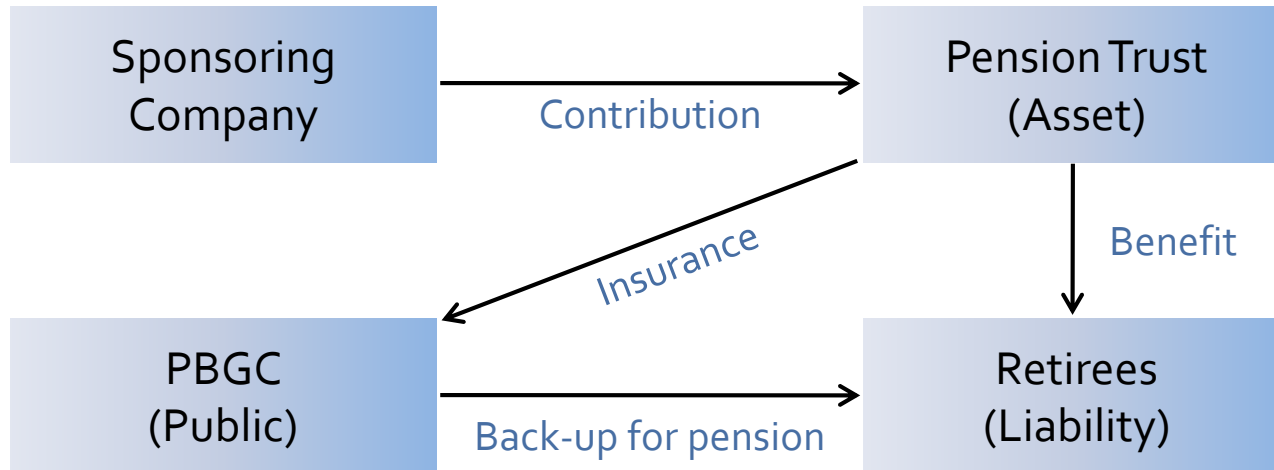 Sponsoring
Company
Contribution
Pension Trust
(Asset)
Insurance
Benefit
PBGC
(Public)
Back-up for pension
Retirees
(Liability)